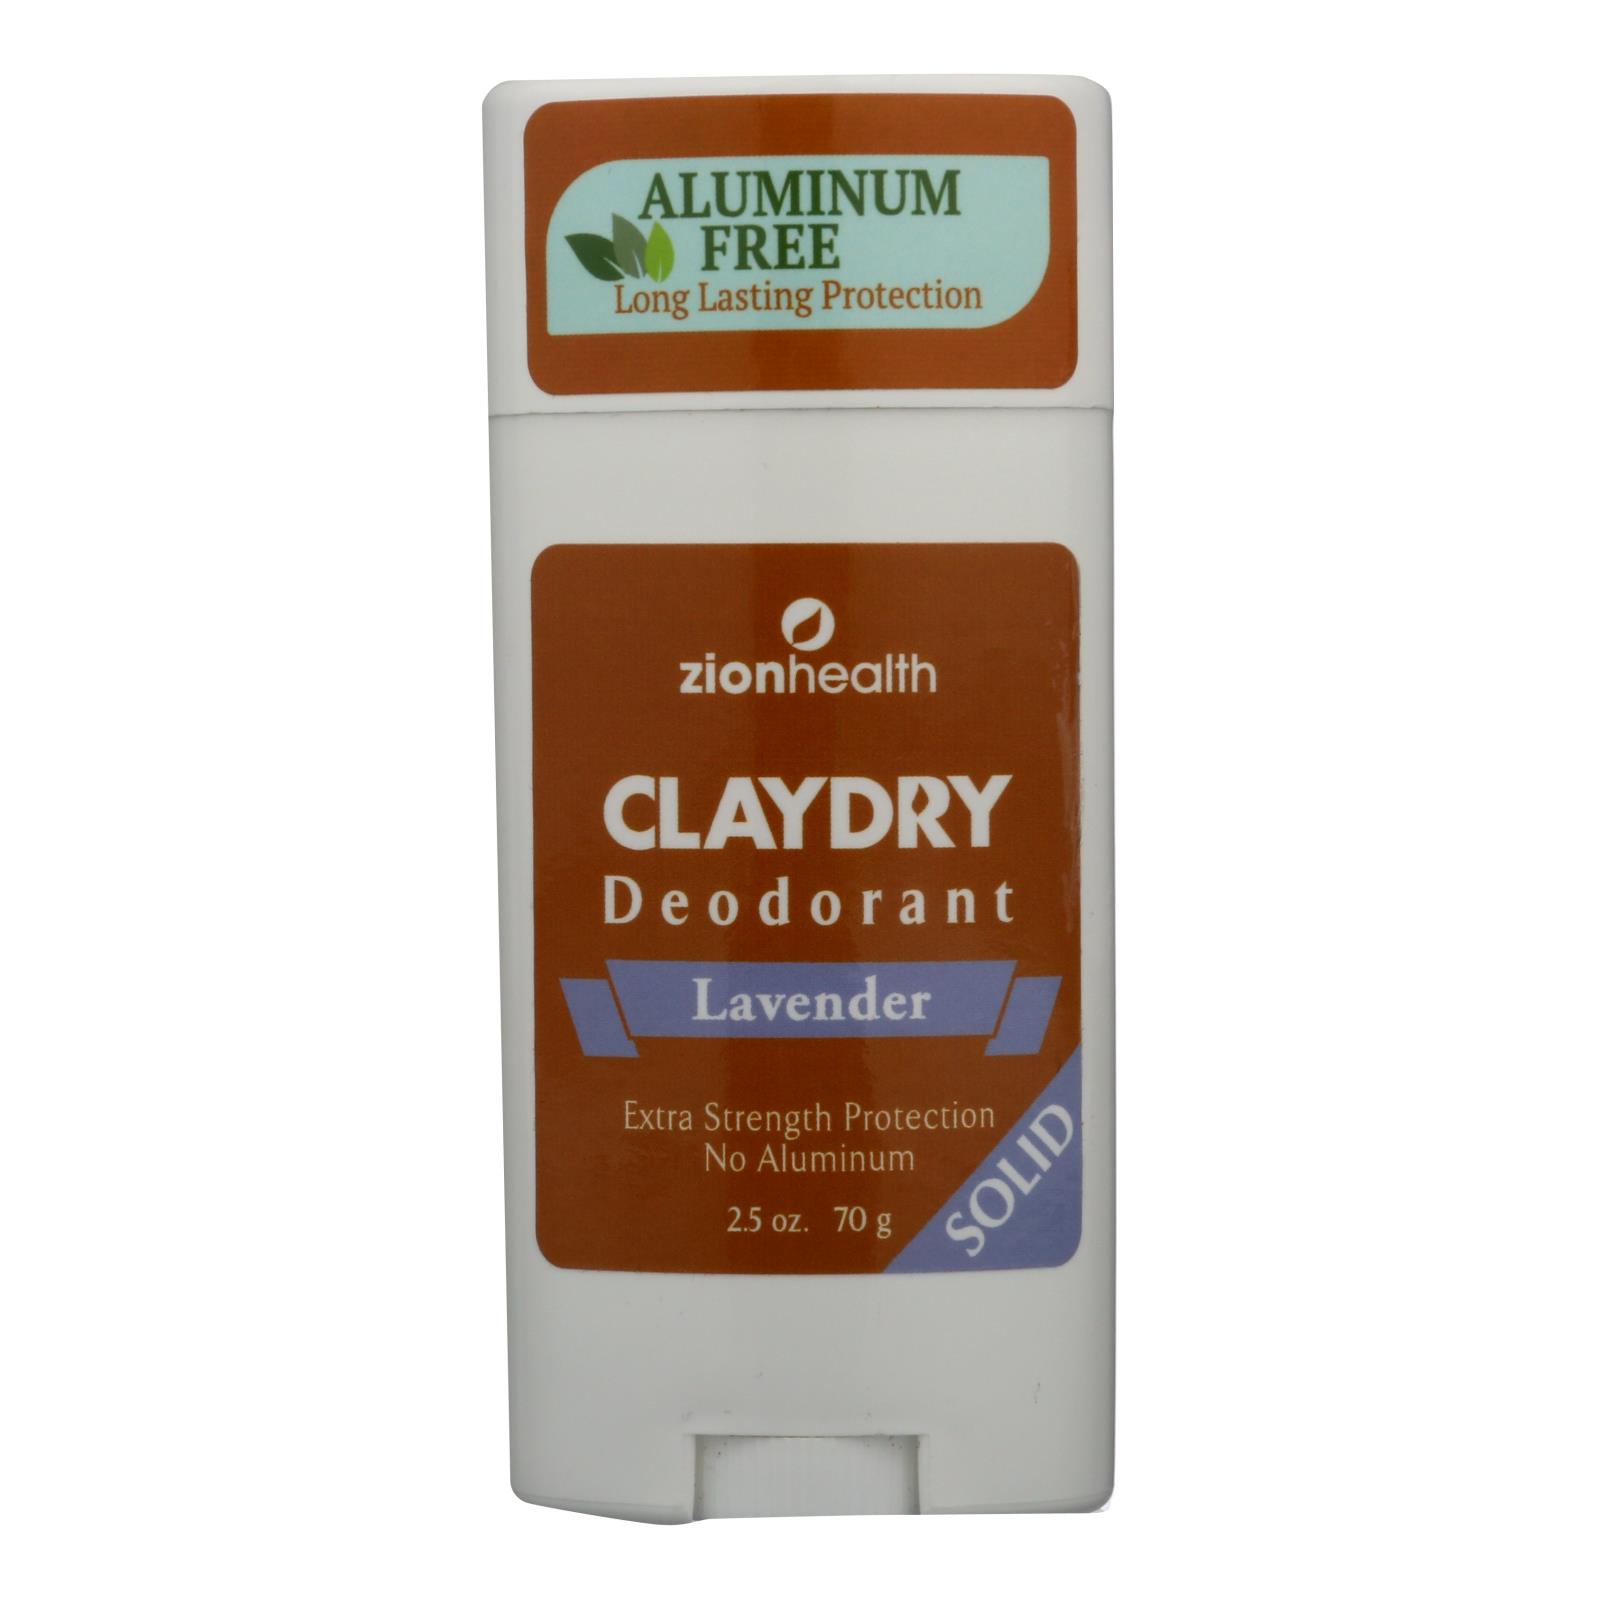 ALUMINUM
FREE
Long Lasting Protection
zionhealth
CLAYDRY
Deodorant
Lavender
Extra Strength Protection
No Aluminum
2.5 oz. 70 g
SOLID